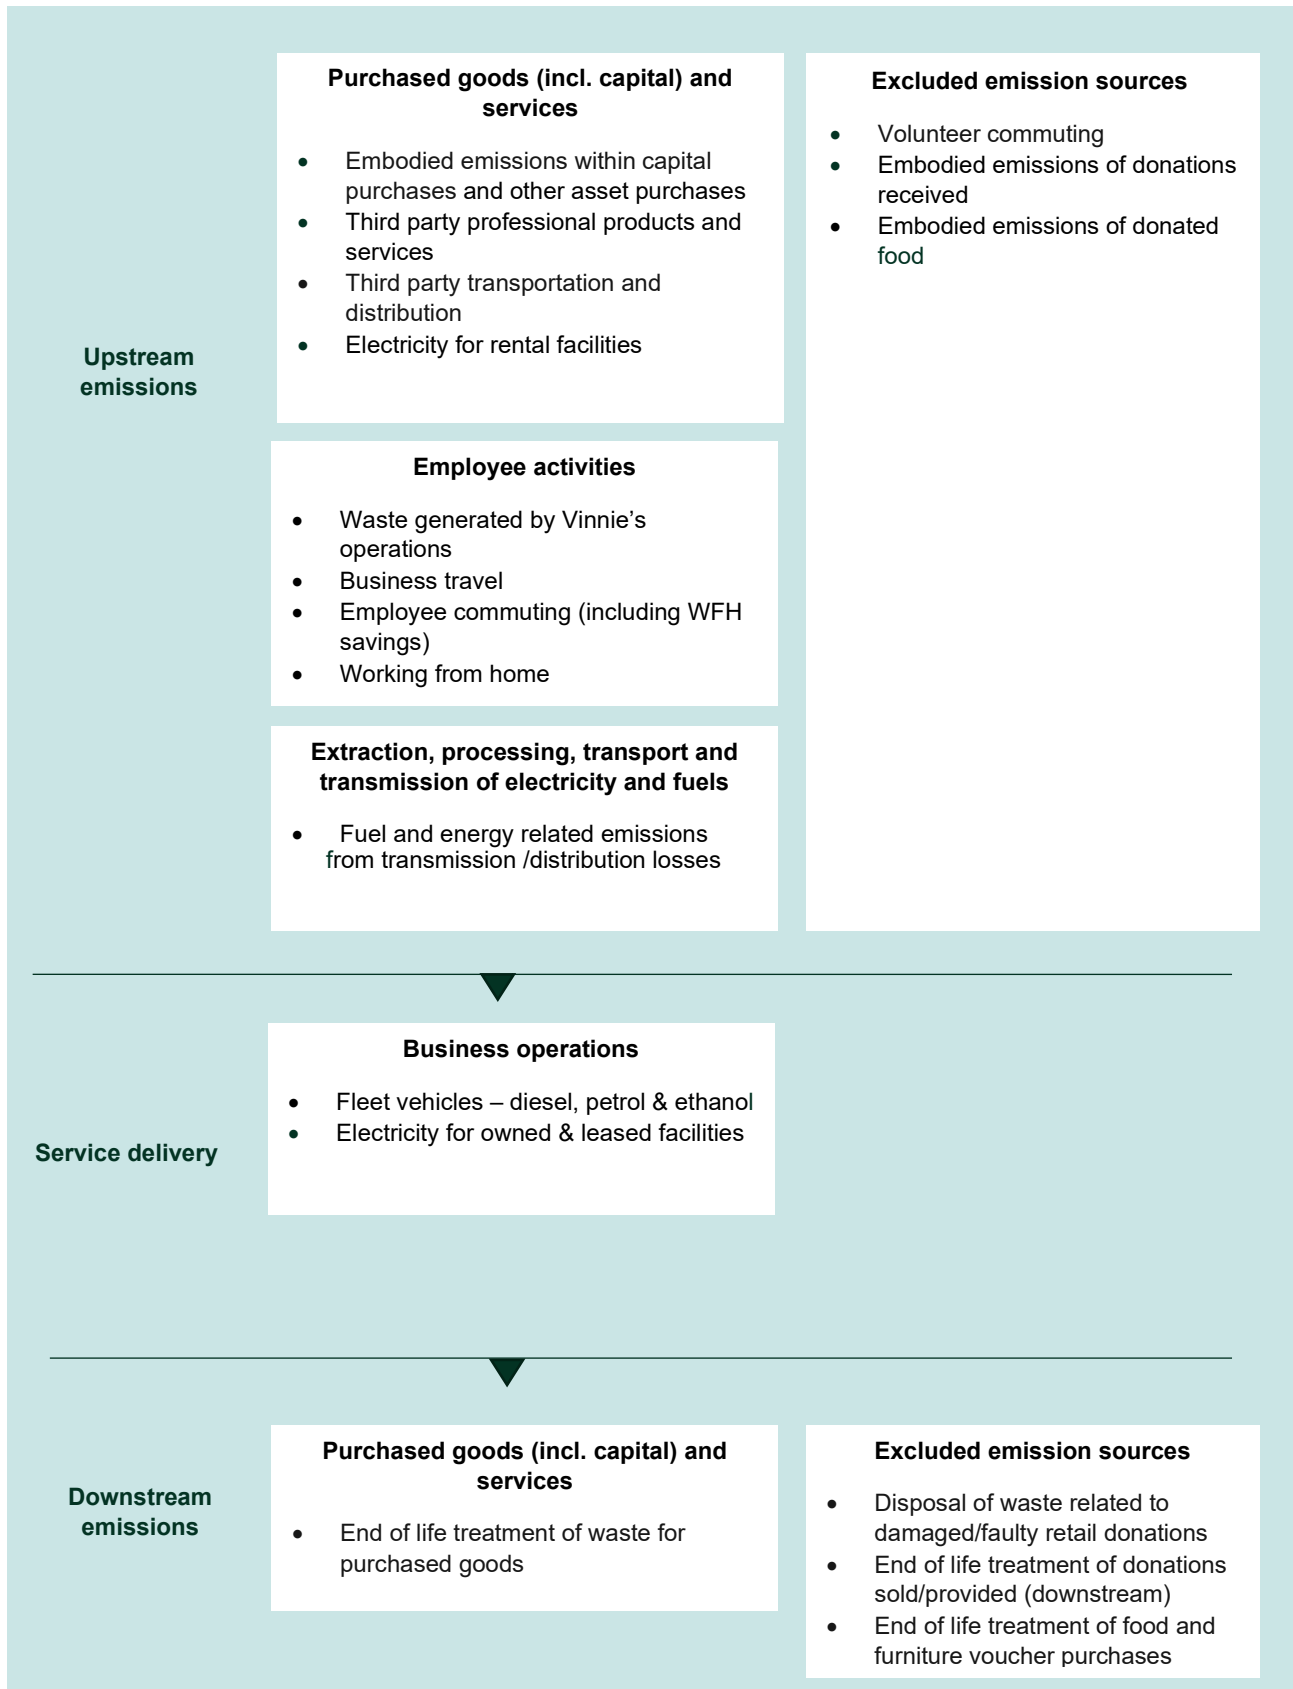 Purchased goods (incl. capital) and
services
• Embodied emissions within capital
purchases and other asset purchases
• Third party professional products and
services
• Third party transportation and
distribution
• Electricity for rental facilities
Excluded emission sources
• Volunteer commuting
• Embodied emissions of donations
received
• Embodied emissions of donated
food
Upstream
emissions
Employee activities
• Waste generated by Vinnie’s
operations
• Business travel
• Employee commuting (including WFH
savings)
• Working from home
Extraction, processing, transport and
transmission of electricity and fuels
• Fuel and energy related emissions
from transmission /distribution losses
Service delivery
Business operations
• Fleet vehicles – diesel, petrol & ethanol
• Electricity for owned & leased facilities
Downstream
emissions
Purchased goods (incl. capital) and
services
• End of life treatment of waste for
purchased goods
Excluded emission sources
• Disposal of waste related to
damaged/faulty retail donations
• End of life treatment of donations
sold/provided (downstream)
• End of life treatment of food and
furniture voucher purchases